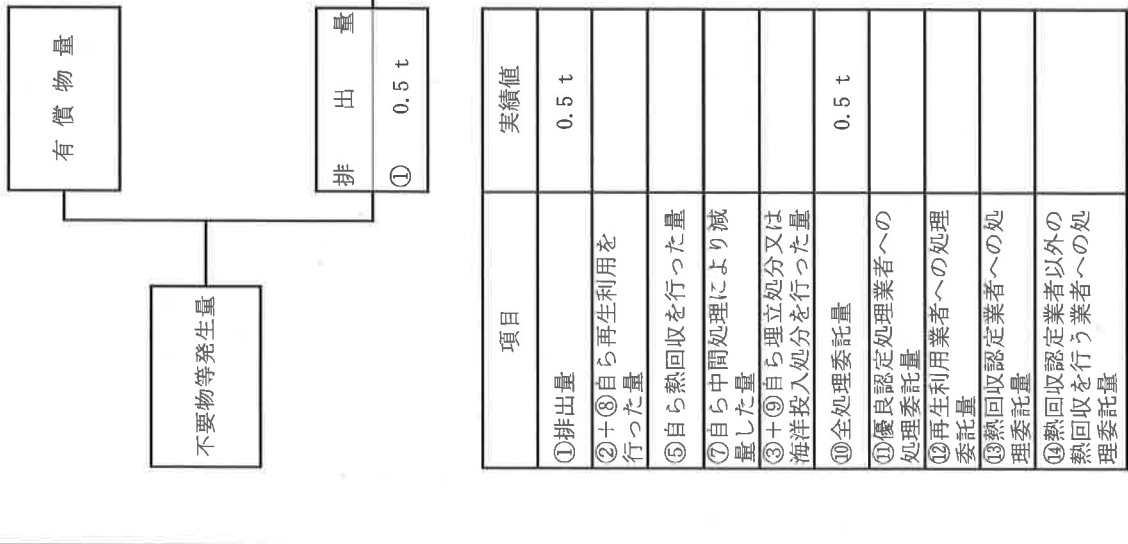 有償物量
不要物等発生量
排出量
① 0.5 t
項目 実績値
①排出量 0.5 t
②＋⑧自ら再生利用を
行った量
⑤自ら熱回収を行った量
⑦自ら中間処理により減
量した量
③＋⑨自ら埋立処分又は
海洋投入処分を行った量
⑩全処理委託量 0.5 t
⑪優良認定処理業者への
処理委託量
⑫再生利用業者への処理
委託量
⑬熱回収認定業者への処
理委託量
⑭熱回収認定業者以外の
熱回収を行う業者への処
理委託量